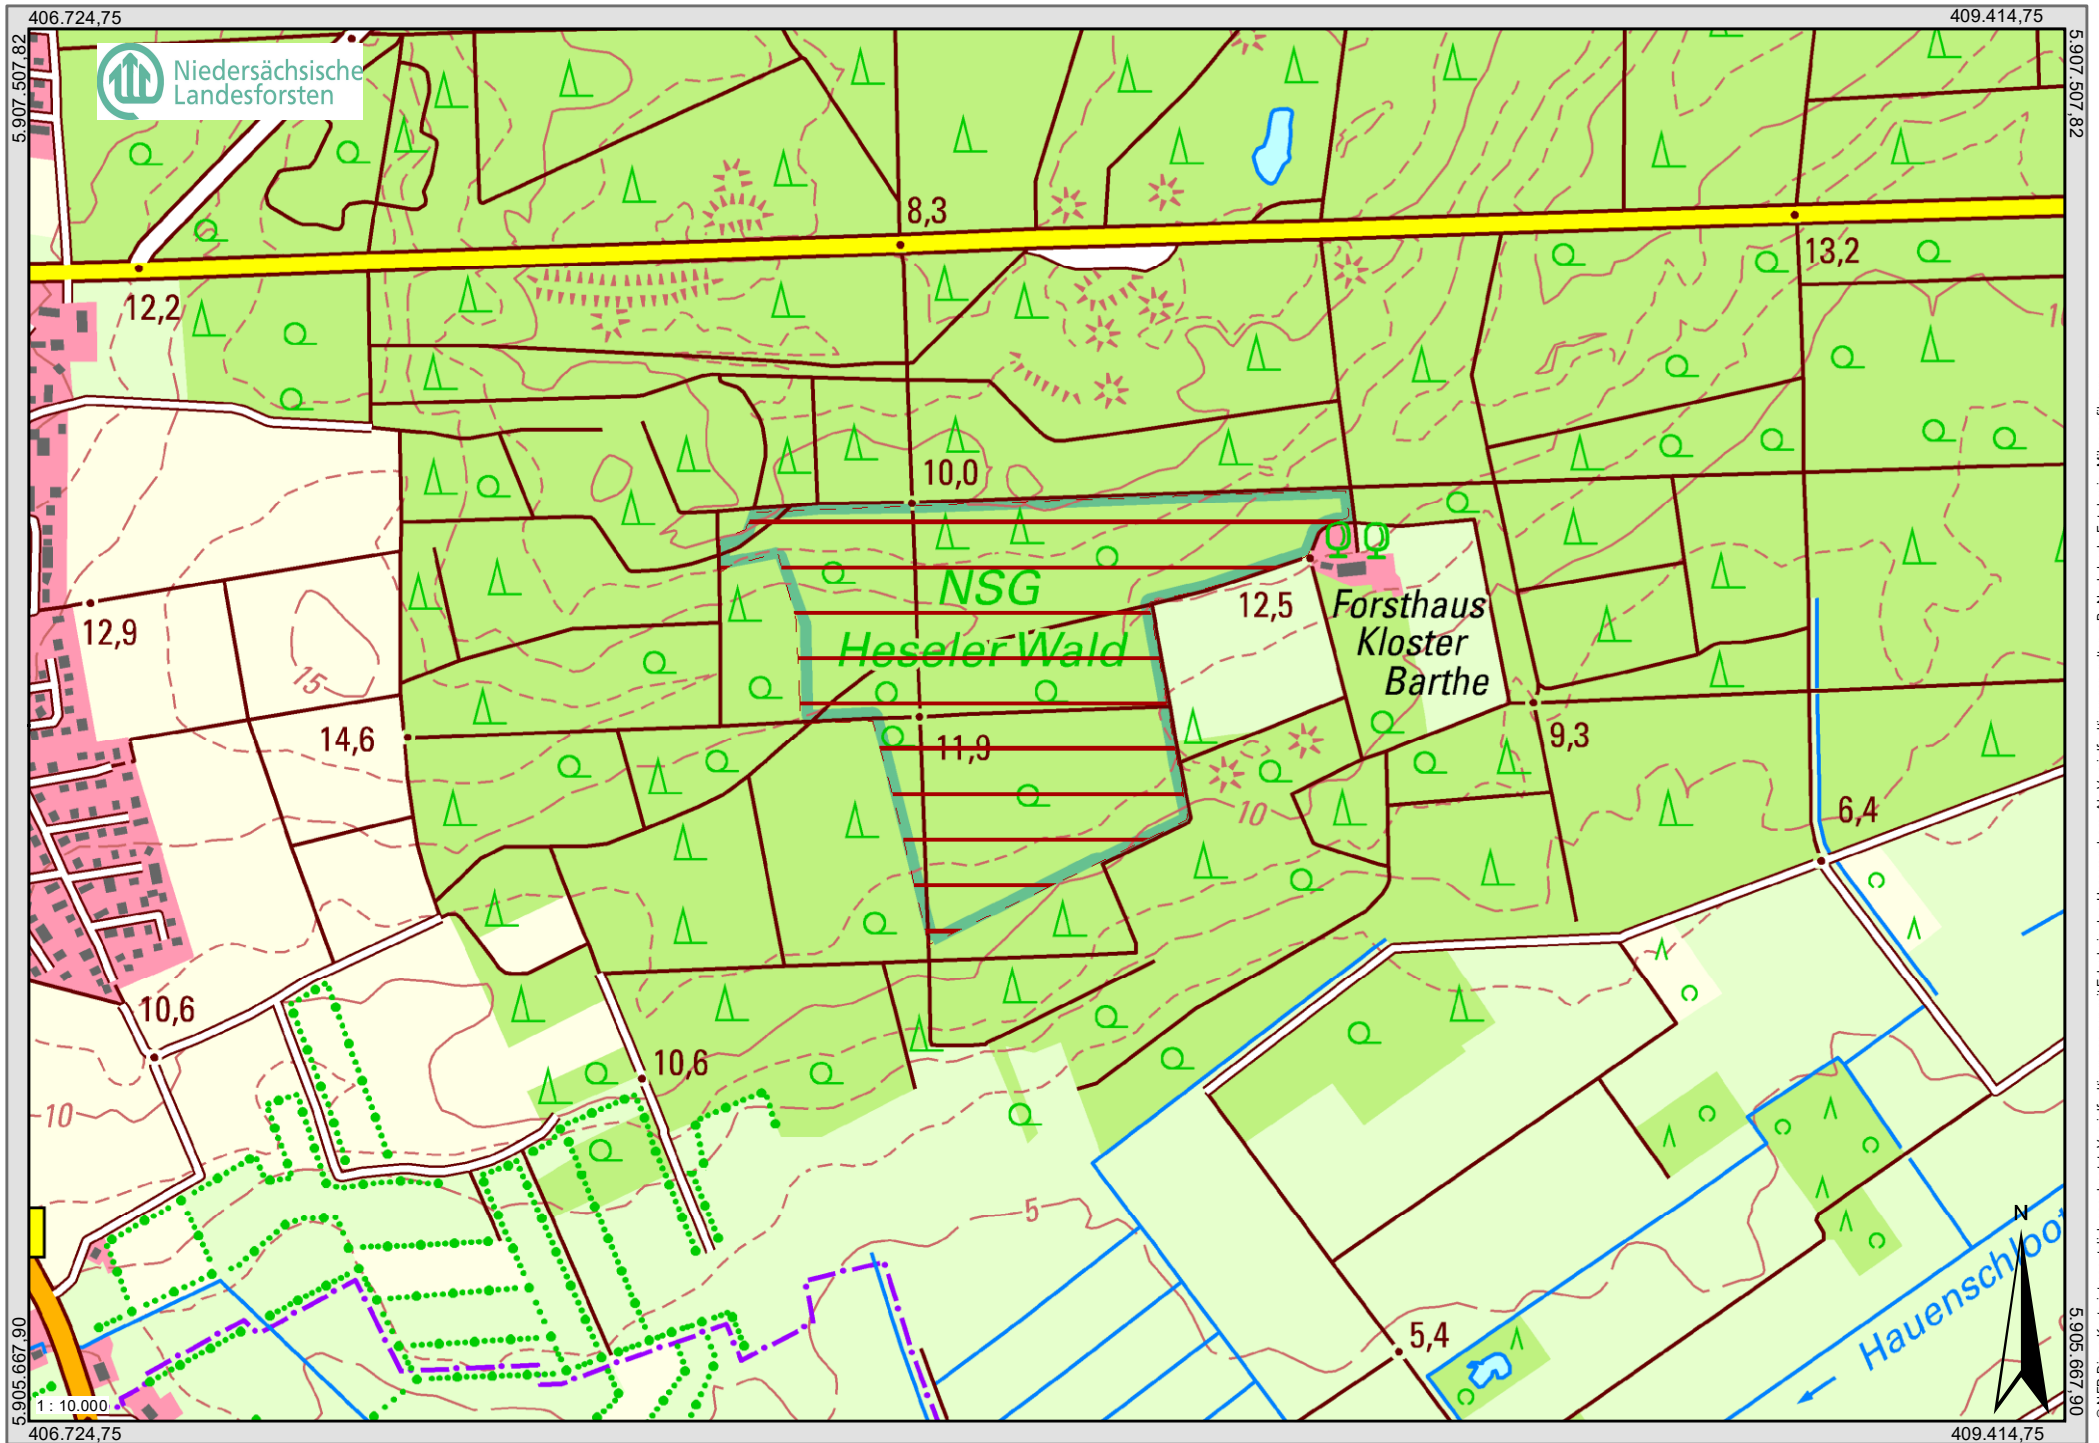 406.724,75
409.414,75
5.907.507,82
5.907.507,82
Niedersächsische
Landesforsten
8,3
13,2
12,2
10
10,0
NSG
12,5
Forsthaus
12,9
Heseler Wald
Kloster
15
Barthe
14,6
11,9
9,3
10
6,4
10,6
10,6
10
5
N
Hauenschloot
5,4
5.905.667,90
5.905.667,90
1 : 10.000
406.724,75
409.414,75